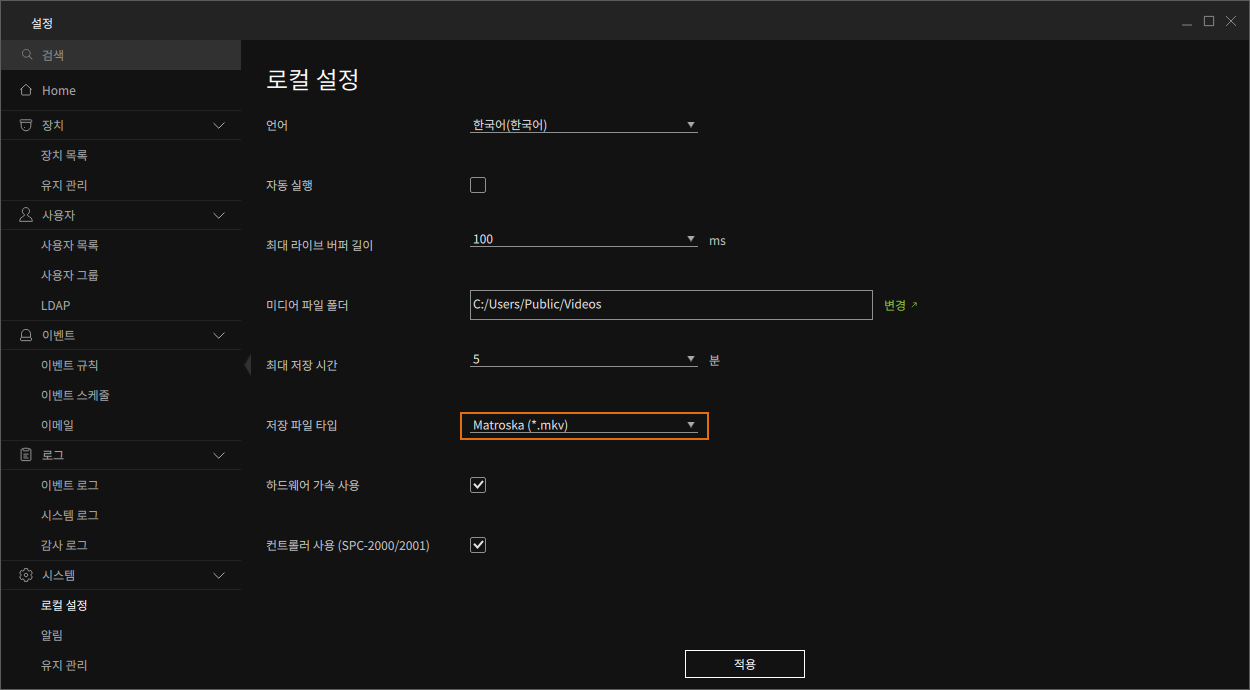 설정
검색
Home
장치
장치 목록
유지 관리
사용자
사용자 목록
사용자 그룹
LDAP
이벤트
이벤트 규칙
이벤트 스케줄
이메일
로그
이벤트 로그
시스템 로그
감사 로그
시스템
로컬 설정
알림
유지 관리
로컬 설정
언어 한국어(한국어)
자동 실행
최대 라이브 버퍼 길이 100 ms
미디어 파일 폴더 C:/Users/Public/Videos 변경
최대 저장 시간 5 분
저장 파일 타입 Matroska (*.mkv)
하드웨어 가속 사용
컨트롤러 사용 (SPC-2000/2001)
적용